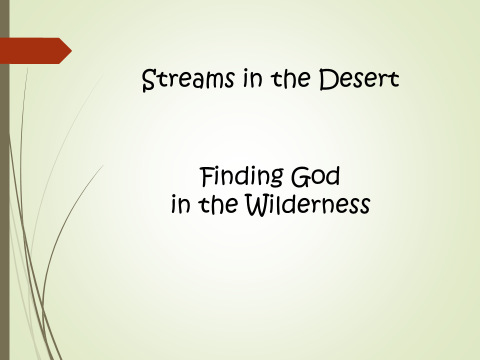 Streams in the Desert
Finding God
in the Wilderness